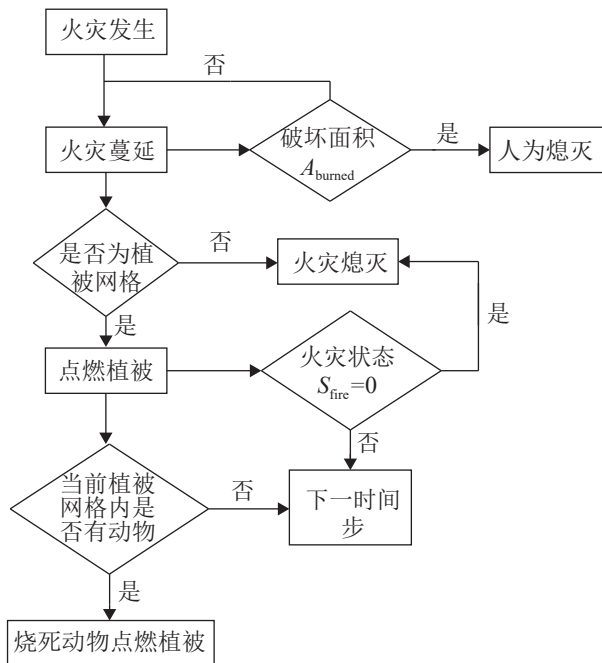 火灾发生
否
火灾蔓延
破坏面积
A_burned
是
人为熄灭
是否为植
被网格
否
火灾熄灭
是
是
点燃植被
火灾状态
S_fire=0
否
当前植被
网格内是
否有动物
否
下一时间
步
是
烧死动物点燃植被